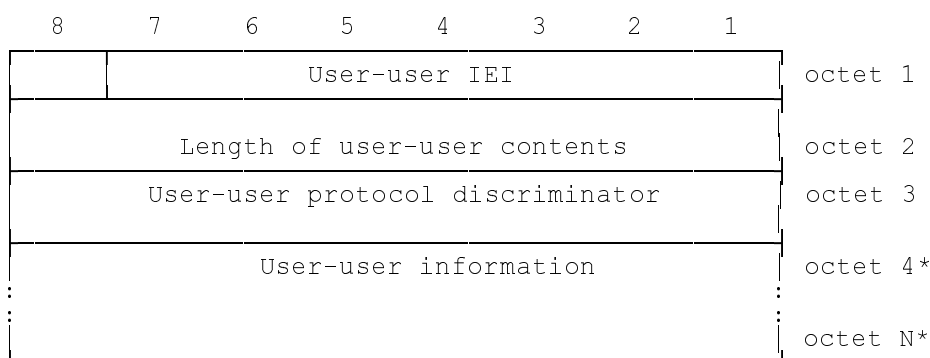 8 7 6 5 4 3 2 1
User-user IEI octet 1
Length of user-user contents octet 2
User-user protocol discriminator octet 3
User-user information octet 4*
octet N*